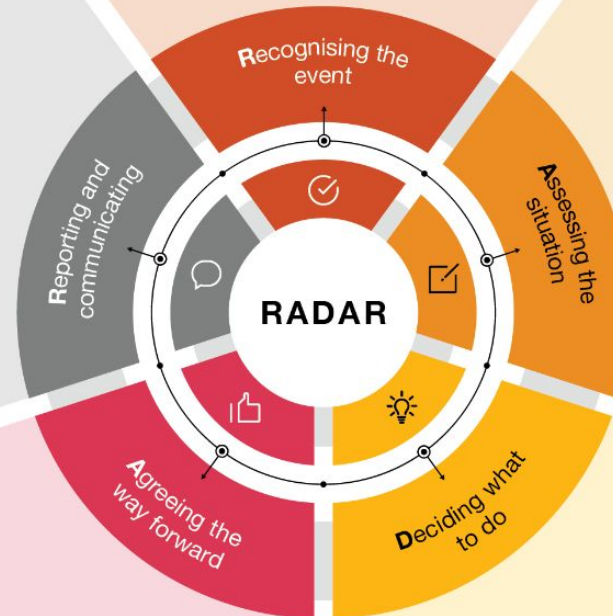 Recognising the
event
Assessing the
situation
Deciding what
to do
Agreeing the
way forward
Reporting and
communicating
RADAR